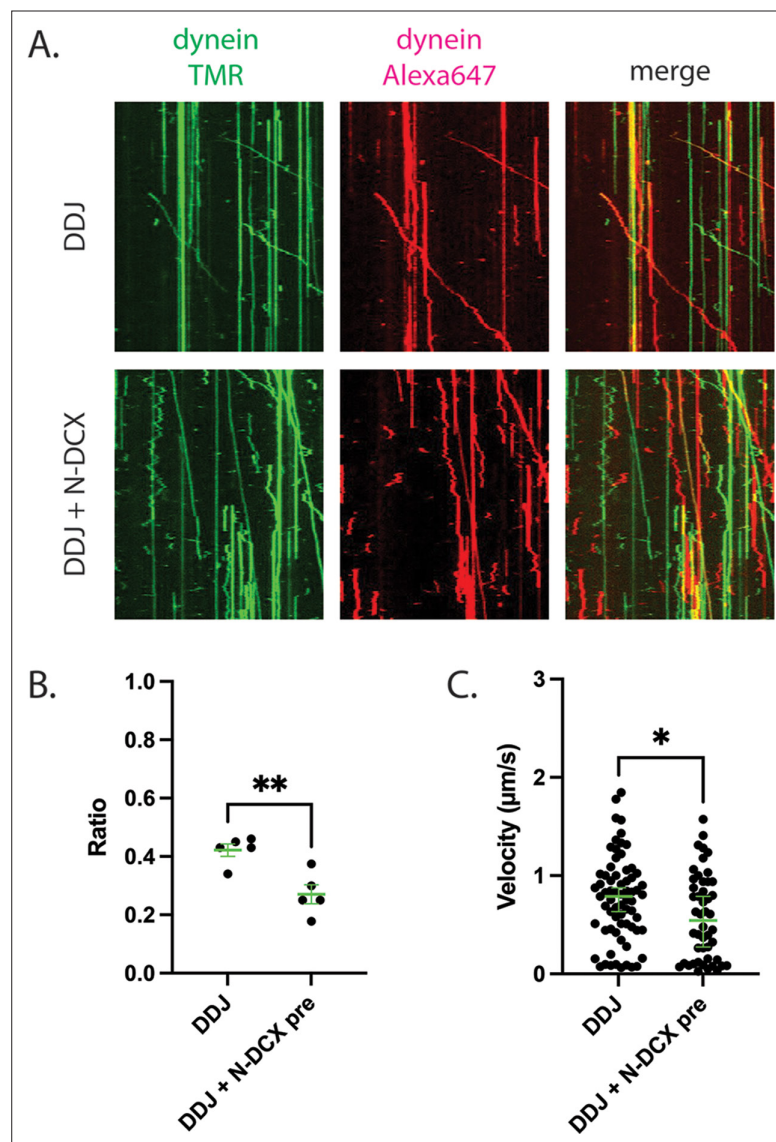 A.
dynein
TMR
dynein
Alexa647
merge
DDJ
DDJ + N-DCX
B.
Ratio
1.0
0.8
0.6
0.4
0.2
0.0
**
DDJ
DDJ + N-DCX pre
C.
Velocity (μm/s)
3
2
1
0
*
DDJ
DDJ + N-DCX pre